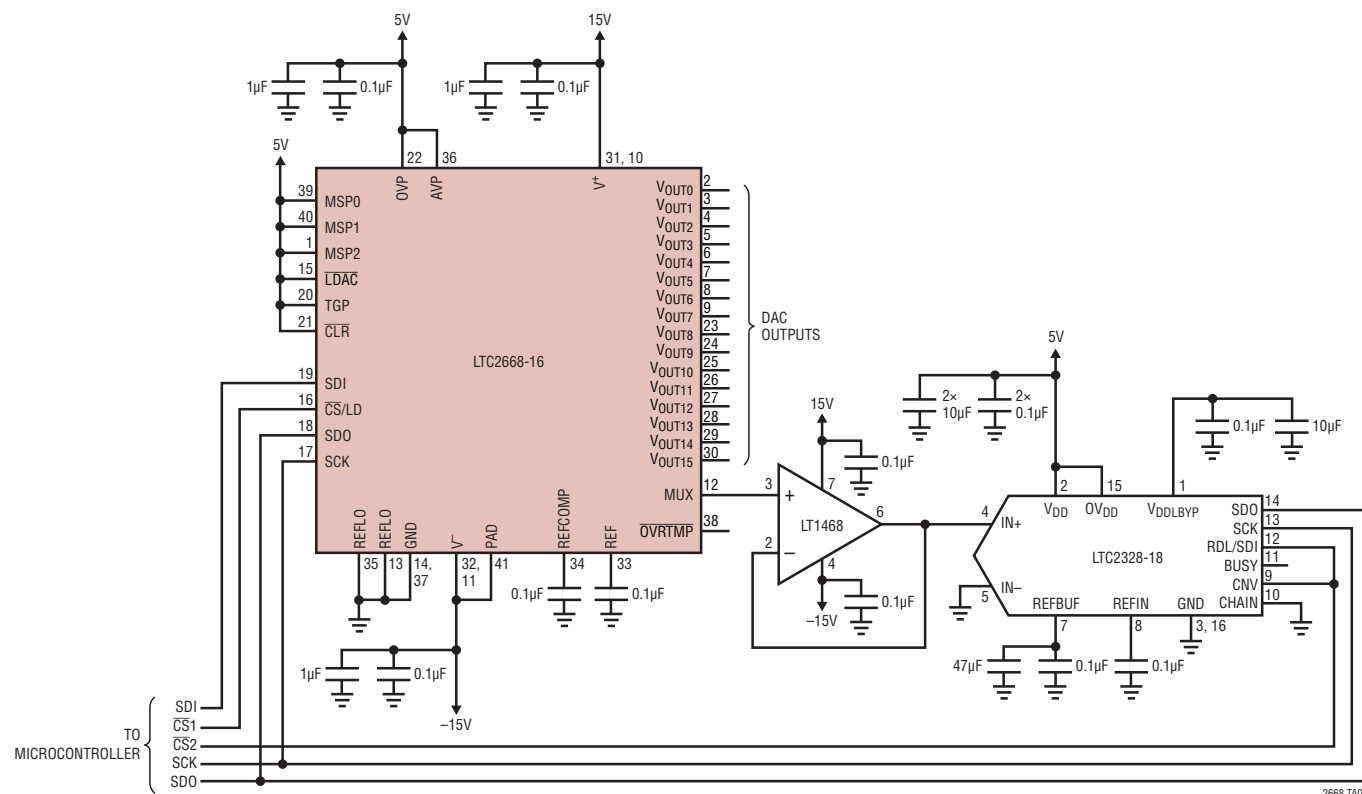 5V
15V
1µF
0.1µF
1µF
0.1µF
5V
22
36
31, 10
OVP
AVP
V+
39 MSP0
40 MSP1
1 MSP2
15 LDAC
20 TGP
21 CLR
19 SDI
16 CS/LD
18 SDO
17 SCK
LTC2668-16
VOUT0 2
VOUT1 3
VOUT2 4
VOUT3 5
VOUT4 6
VOUT5 7
VOUT6 8
VOUT7 9
VOUT8 23
VOUT9 24
VOUT10 25
VOUT11 26
VOUT12 27
VOUT13 28
VOUT14 29
VOUT15 30
MUX 12
OVRTMP 38
DAC
OUTPUTS
REFLO
REFLO
GND
V–
PAD
REFCOMP
REF
35
13
14,
37
32,
11
41
34
33
0.1µF
0.1µF
1µF
0.1µF
–15V
15V
0.1µF
7
3
+
LT1468
6
2
–
4
0.1µF
–15V
5V
2×
10µF
2×
0.1µF
0.1µF
10µF
2
15
1
VDD
OVDD
VDDLBYP
4
IN+
5
IN–
LTC2328-18
SDO 14
SCK 13
RDL/SDI 12
BUSY 11
CNV 9
CHAIN 10
REFBUF
REFIN
GND
7
8
3, 16
47µF
0.1µF
0.1µF
TO
MICROCONTROLLER
SDI
CS1
CS2
SCK
SDO